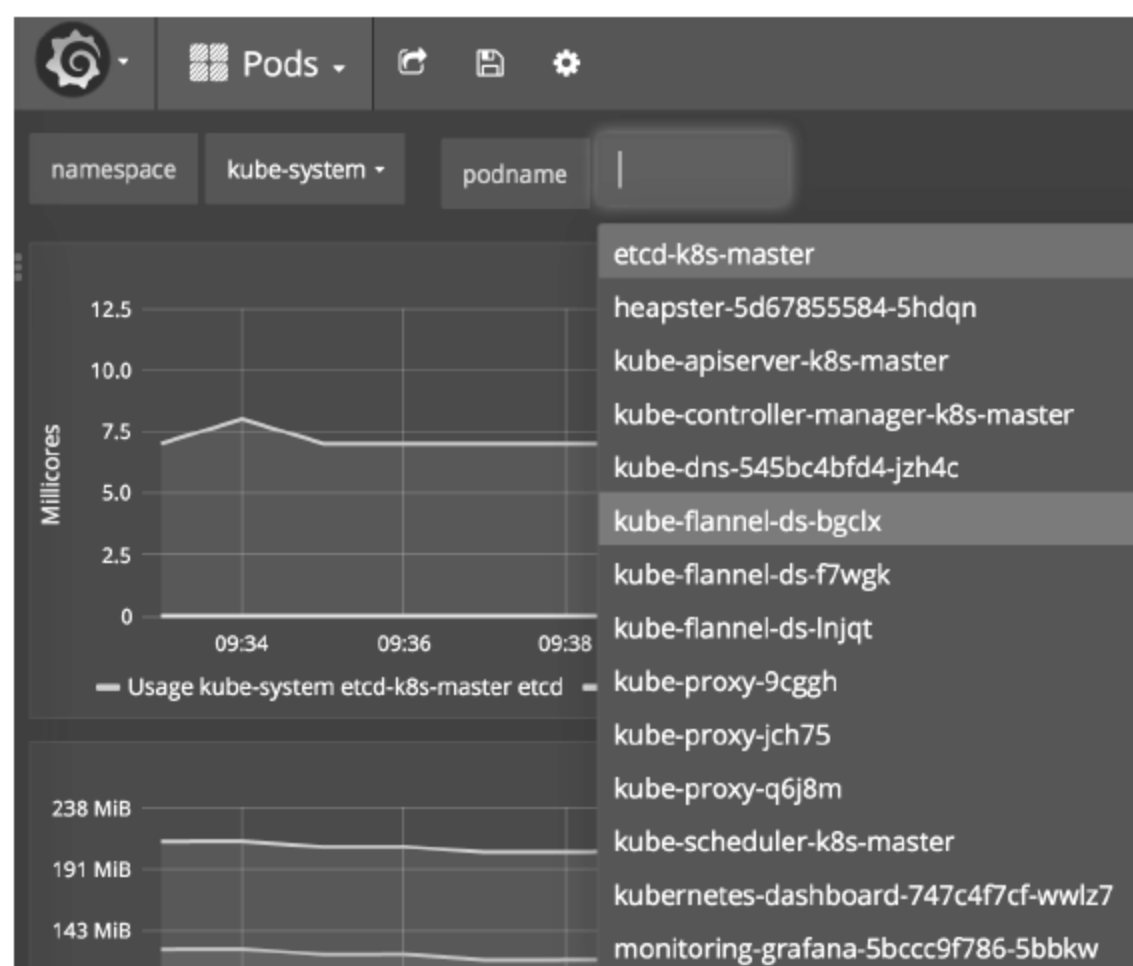 Pods
namespace kube-system podname
etcd-k8s-master
heapster-5d67855584-5hdqn
kube-apiserver-k8s-master
kube-controller-manager-k8s-master
kube-dns-545bc4bfd4-jzh4c
kube-flannel-ds-bgclx
kube-flannel-ds-f7wgk
kube-flannel-ds-lnjqt
kube-proxy-9cggh
kube-proxy-jch75
kube-proxy-q6j8m
kube-scheduler-k8s-master
kubernetes-dashboard-747c4f7cf-wwlz7
monitoring-grafana-5bccc9f786-5bbkw
Millicores
12.5
10.0
7.5
5.0
2.5
0
09:34 09:36 09:38
Usage kube-system etcd-k8s-master etcd
238 MiB
191 MiB
143 MiB